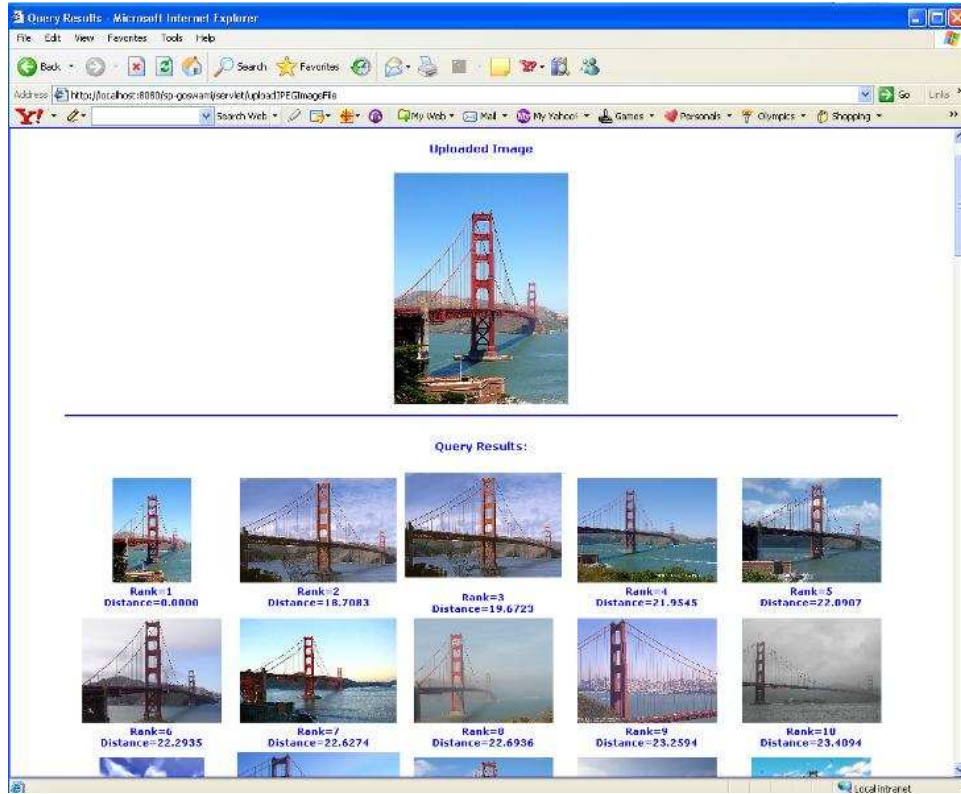 Query Results - Microsoft Internet Explorer
File Edit View Favorites Tools Help
Back Search Favorites
Address http://localhost:8080/sp-goswami/servlet/uploadJPEGImageFile Go Links »
Y! Search Web My Web Mail My Yahoo! Games Personals Olympics Shopping »
Uploaded Image
Query Results:
Rank=1 Rank=2 Rank=3 Rank=4 Rank=5
Distance=0.0000 Distance=18.7083 Distance=19.6723 Distance=21.9545 Distance=22.0907
Rank=6 Rank=7 Rank=8 Rank=9 Rank=10
Distance=22.2935 Distance=22.6274 Distance=22.6936 Distance=23.2594 Distance=23.4094
Local intranet